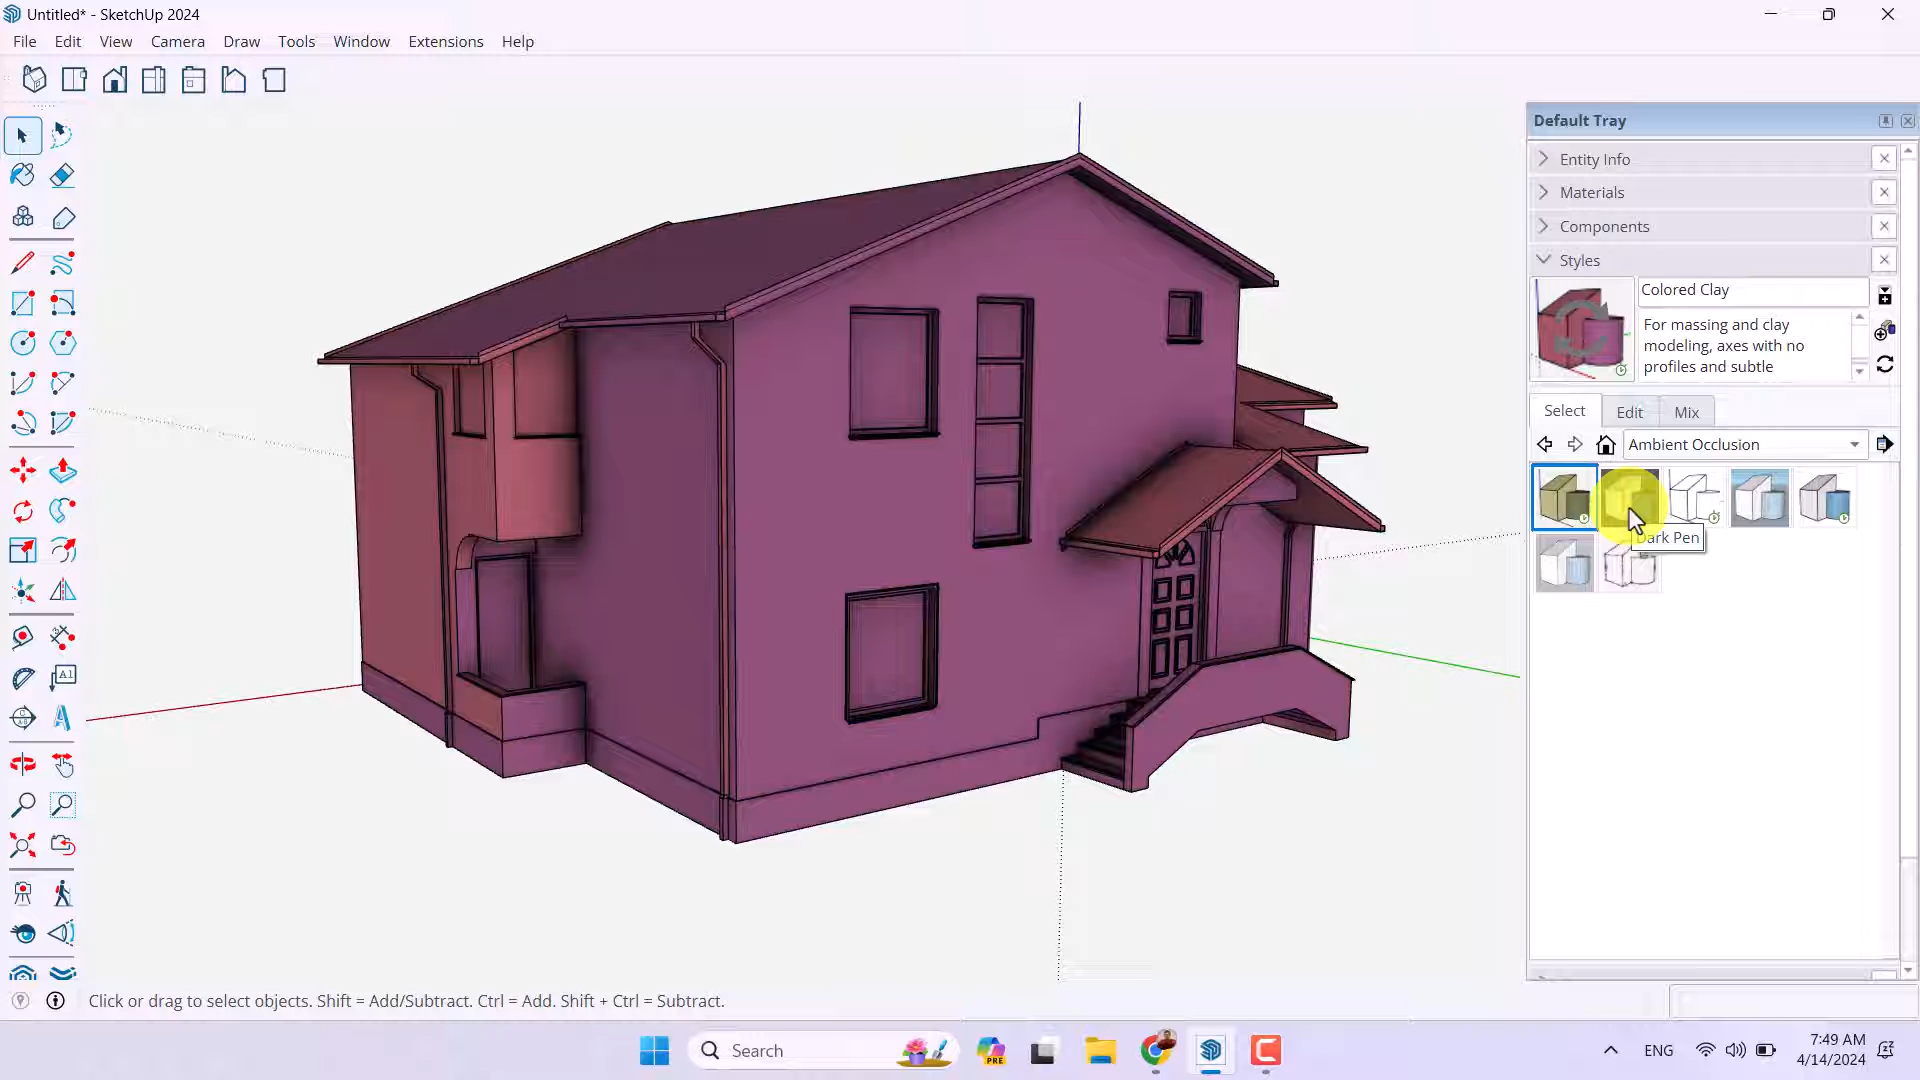 Untitled* - SketchUp 2024
File Edit View Camera Draw Tools Window Extensions Help
Default Tray
Entity Info
Materials
Components
Styles
Colored Clay
For massing and clay
modeling, axes with no
profiles and subtle
Select Edit Mix
Ambient Occlusion
Dark Pen
A1
Click or drag to select objects. Shift = Add/Subtract. Ctrl = Add. Shift + Ctrl = Subtract.
Search
PRE
ENG
7:49 AM
4/14/2024